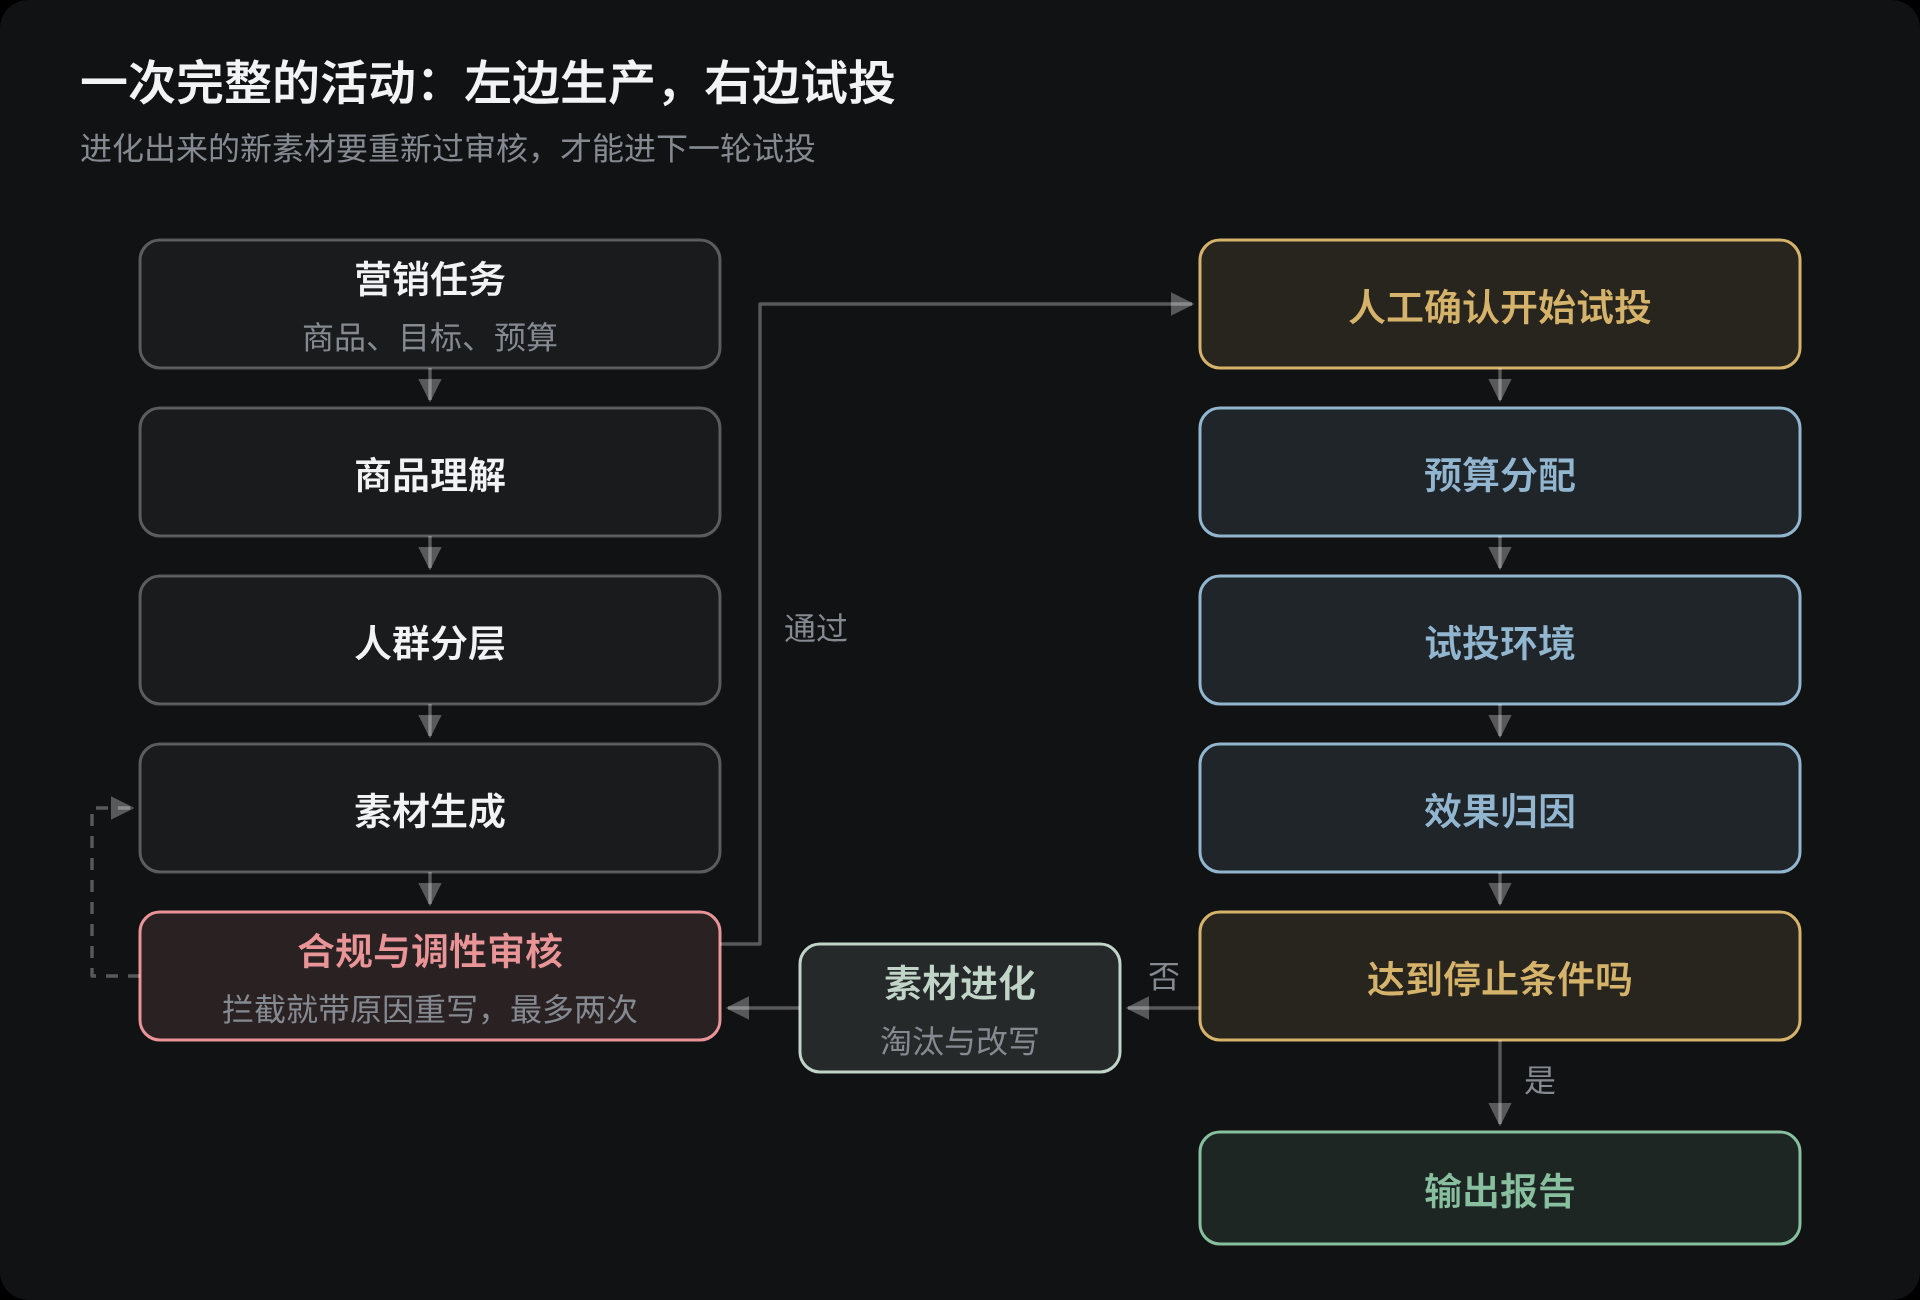 一次完整的活动：左边生产，右边试投
进化出来的新素材要重新过审核，才能进下一轮试投
营销任务
商品、目标、预算
商品理解
人群分层
素材生成
合规与调性审核
拦截就带原因重写，最多两次
通过
素材进化
淘汰与改写
否
人工确认开始试投
预算分配
试投环境
效果归因
达到停止条件吗
是
输出报告